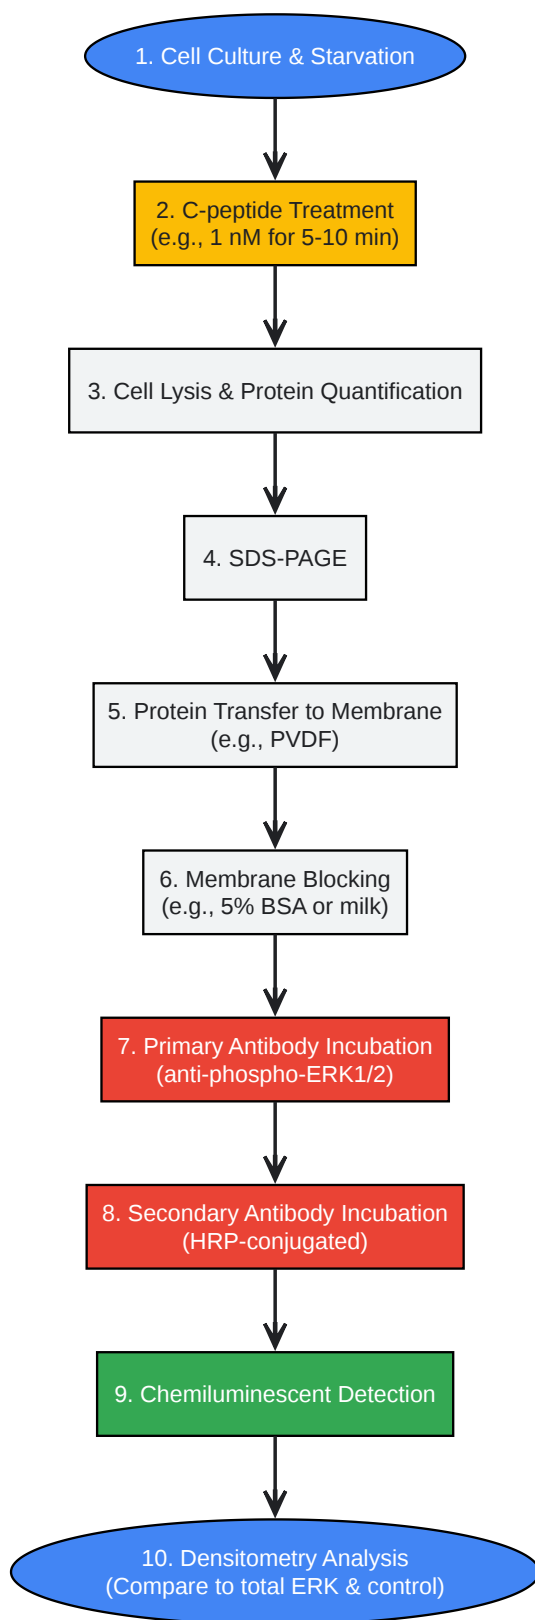 1. Cell Culture & Starvation
2. C-peptide Treatment
(e.g., 1 nM for 5-10 min)
3. Cell Lysis & Protein Quantification
4. SDS-PAGE
5. Protein Transfer to Membrane
(e.g., PVDF)
6. Membrane Blocking
(e.g., 5% BSA or milk)
7. Primary Antibody Incubation
(anti-phospho-ERK1/2)
8. Secondary Antibody Incubation
(HRP-conjugated)
9. Chemiluminescent Detection
10. Densitometry Analysis
(Compare to total ERK & control)